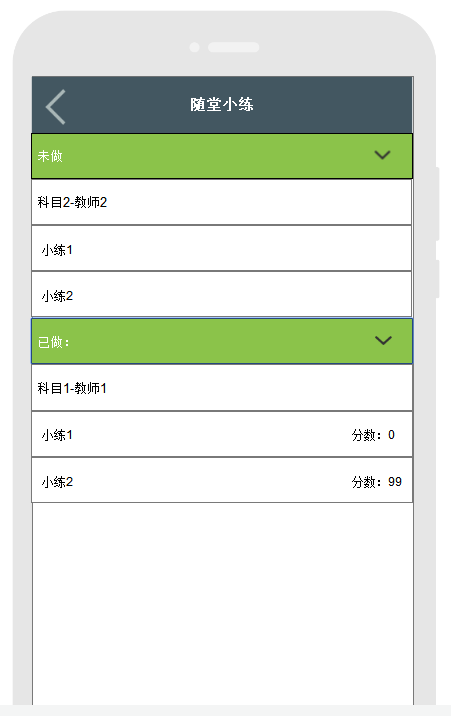 随堂小练
未做
科目2-教师2
小练1
小练2
已做：
科目1-教师1
小练1 分数：0
小练2 分数：99